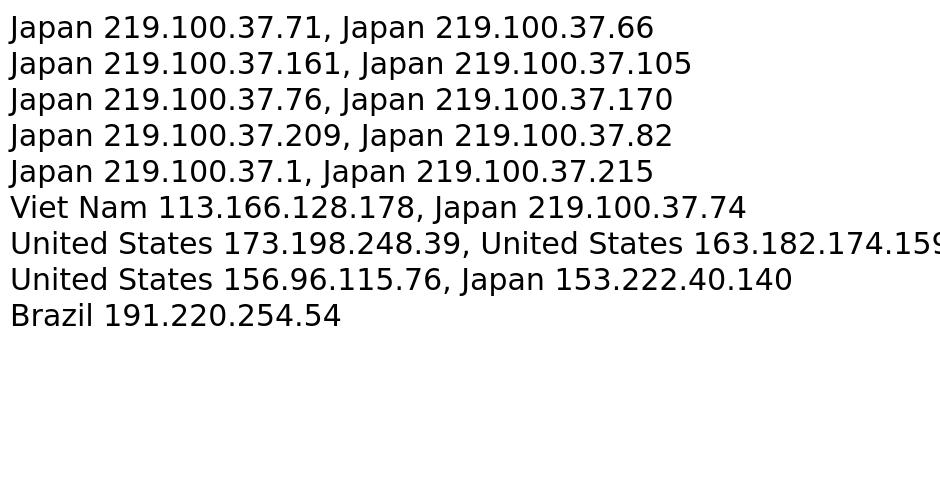 Japan 219.100.37.71, Japan 219.100.37.66
Japan 219.100.37.161, Japan 219.100.37.105
Japan 219.100.37.76, Japan 219.100.37.170
Japan 219.100.37.209, Japan 219.100.37.82
Japan 219.100.37.1, Japan 219.100.37.215
Viet Nam 113.166.128.178, Japan 219.100.37.74
United States 173.198.248.39, United States 163.182.174.159
United States 156.96.115.76, Japan 153.222.40.140
Brazil 191.220.254.54